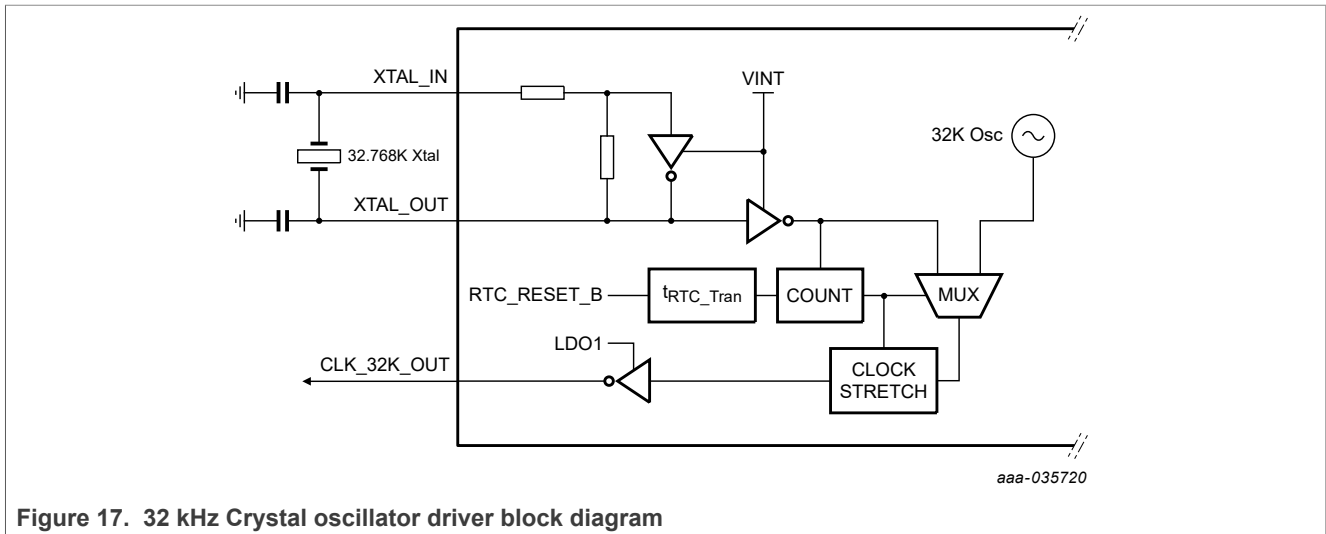 XTAL_IN
VINT
32K Osc
32.768K Xtal
XTAL_OUT
RTC_RESET_B
tRTC_Tran
COUNT
MUX
LDO1
CLK_32K_OUT
CLOCK
STRETCH
aaa-035720
Figure 17. 32 kHz Crystal oscillator driver block diagram